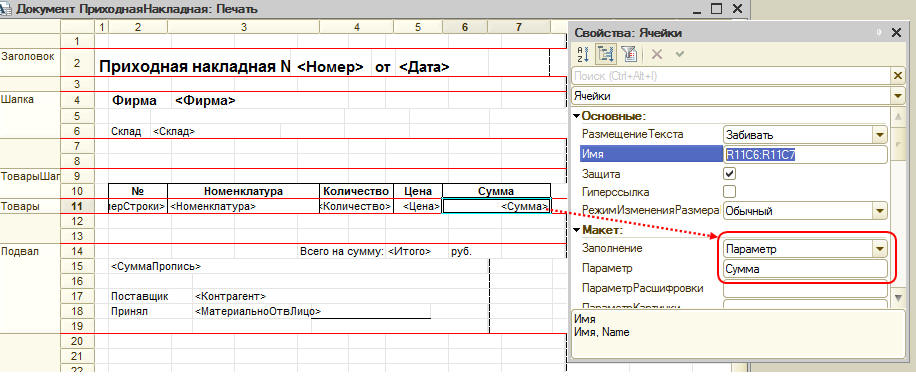 Документ ПриходнаяНакладная: Печать
1 2 3 4 5 6 7
1
Заголовок
2 Приходная накладная N <Номер> от <Дата>
3
Шапка 4 Фирма <Фирма>
5
6 Склад <Склад>
7
8
ТоварыШап 9
10 № Номенклатура Количество Цена Сумма
Товары 11 иерСтроки> <Номенклатура> <Количество> <Цена> <Сумма>
12
13
Подвал 14 Всего на сумму: <Итого> руб.
15 <СуммаПропись>
16
17 Поставщик <Контрагент>
18 Принял <МатериальноОтвЛицо>
19
20
21
22
Свойства: Ячейки
Поиск (Ctrl+Alt+I)
Ячейки
Основные:
РазмещениеТекста Забивать
Имя R11C6:R11C7
Защита
Гиперссылка
РежимИзмененияРазмера Обычный
Макет:
Заполнение Параметр
Параметр Сумма
ПараметрРасшифровки
ПараметрКартинки
Имя
Имя, Name